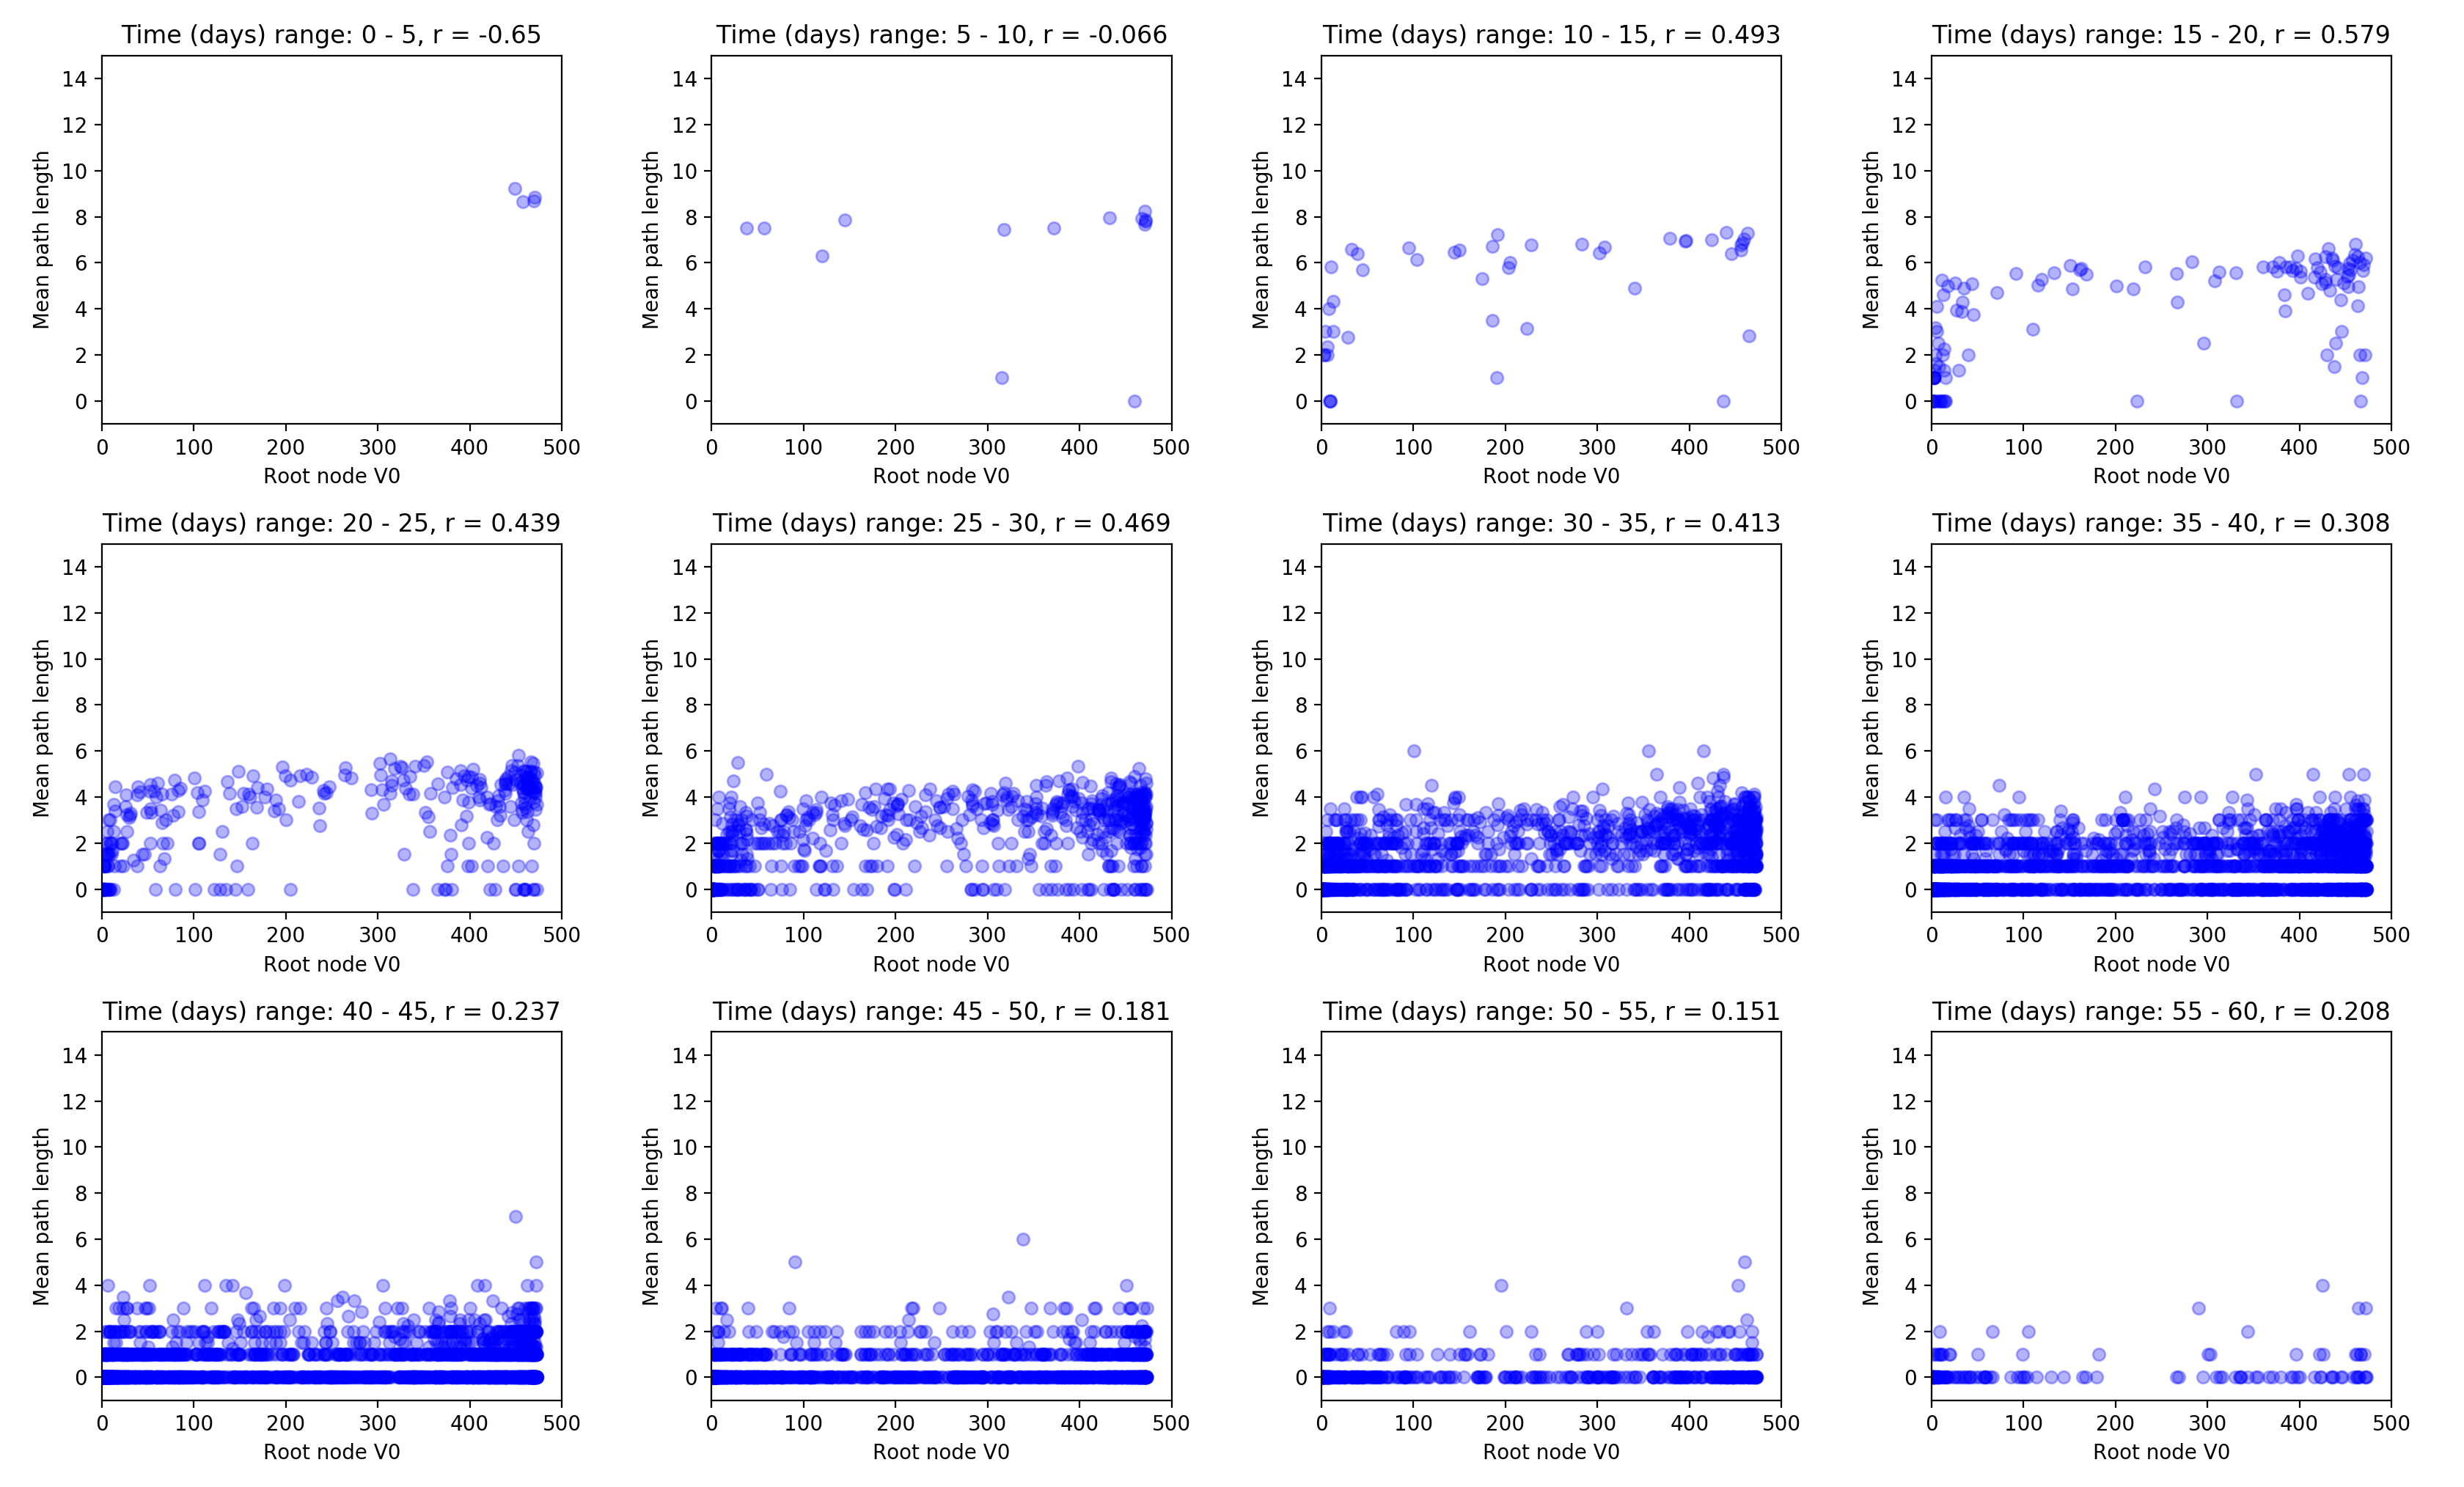 Time (days) range: 0 - 5, r = -0.65
Time (days) range: 5 - 10, r = -0.066
Time (days) range: 10 - 15, r = 0.493
Time (days) range: 15 - 20, r = 0.579
14
12
10
8
6
4
2
0
Mean path length
0 100 200 300 400 500
Root node V0
14
12
10
8
6
4
2
0
Mean path length
0 100 200 300 400 500
Root node V0
14
12
10
8
6
4
2
0
Mean path length
0 100 200 300 400 500
Root node V0
14
12
10
8
6
4
2
0
Mean path length
0 100 200 300 400 500
Root node V0
Time (days) range: 20 - 25, r = 0.439
Time (days) range: 25 - 30, r = 0.469
Time (days) range: 30 - 35, r = 0.413
Time (days) range: 35 - 40, r = 0.308
14
12
10
8
6
4
2
0
Mean path length
0 100 200 300 400 500
Root node V0
14
12
10
8
6
4
2
0
Mean path length
0 100 200 300 400 500
Root node V0
14
12
10
8
6
4
2
0
Mean path length
0 100 200 300 400 500
Root node V0
14
12
10
8
6
4
2
0
Mean path length
0 100 200 300 400 500
Root node V0
Time (days) range: 40 - 45, r = 0.237
Time (days) range: 45 - 50, r = 0.181
Time (days) range: 50 - 55, r = 0.151
Time (days) range: 55 - 60, r = 0.208
14
12
10
8
6
4
2
0
Mean path length
0 100 200 300 400 500
Root node V0
14
12
10
8
6
4
2
0
Mean path length
0 100 200 300 400 500
Root node V0
14
12
10
8
6
4
2
0
Mean path length
0 100 200 300 400 500
Root node V0
14
12
10
8
6
4
2
0
Mean path length
0 100 200 300 400 500
Root node V0